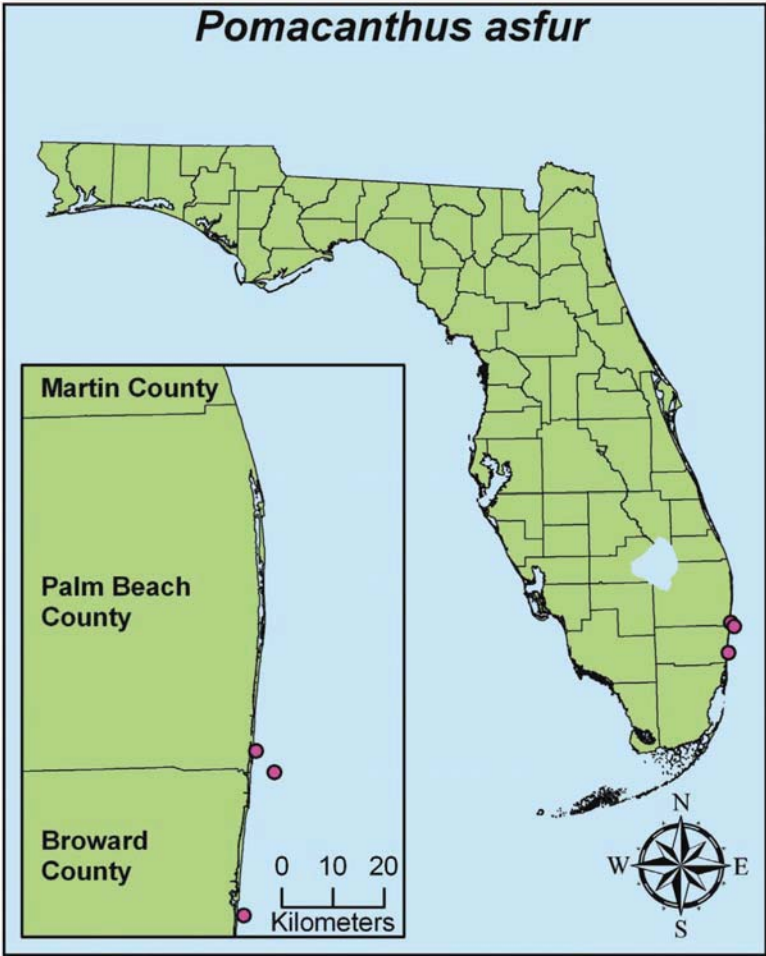 Pomacanthus asfur
Martin County
Palm Beach
County
Broward
County
0 10 20
Kilometers
N
W E
S